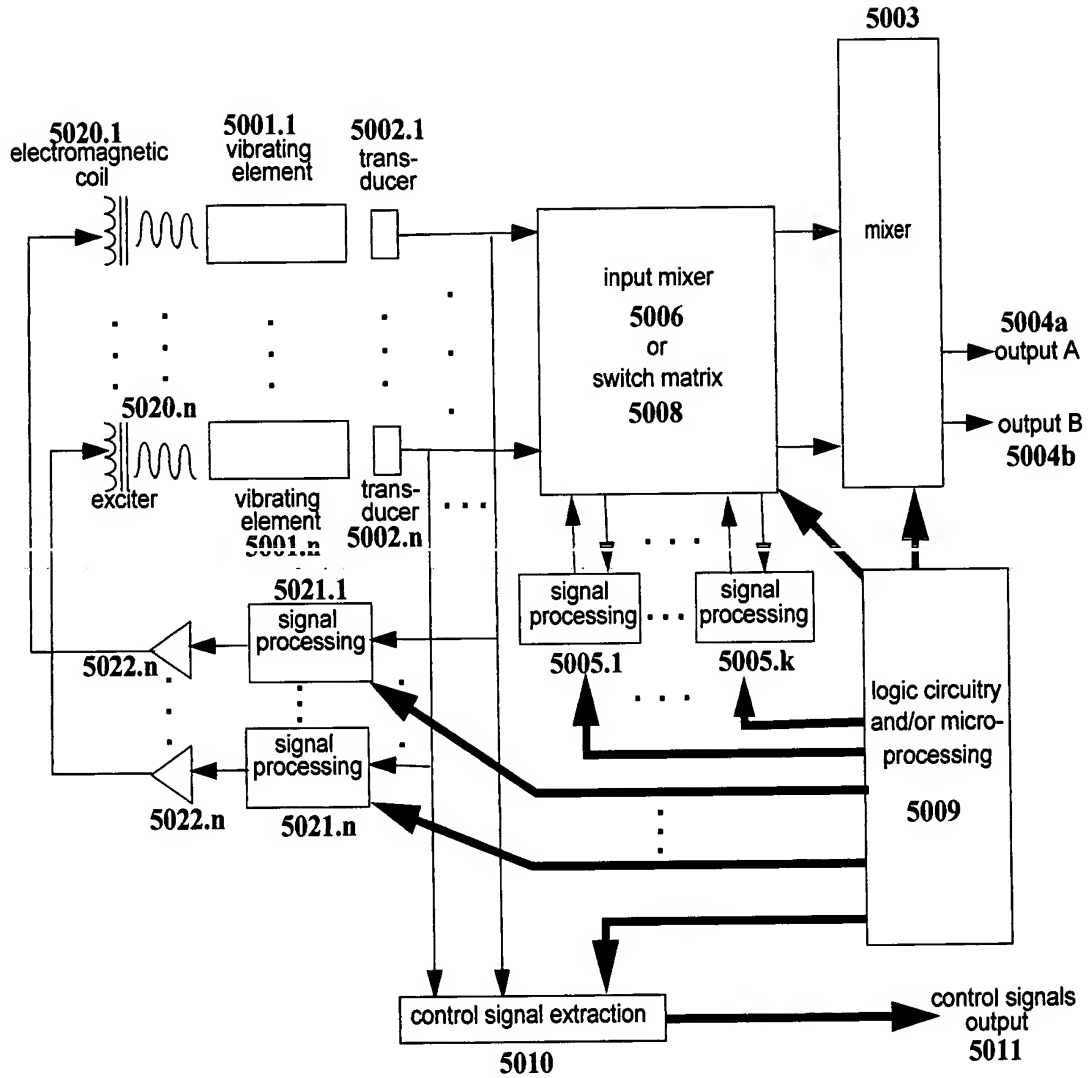 5003
5020.1
electromagnetic
coil
5001.1
vibrating
element
5002.1
trans-
ducer
mixer
input mixer
5006
or
switch matrix
5008
5004a
output A
output B
5004b
5020.n
exciter
vibrating
element
5001.n
trans-
ducer
5002.n
5021.1
signal
processing
5022.n
signal
processing
5022.n
5021.n
signal
processing
5005.1
signal
processing
5005.k
logic circuitry
and/or micro-
processing
5009
control signal extraction
5010
control signals
output
5011